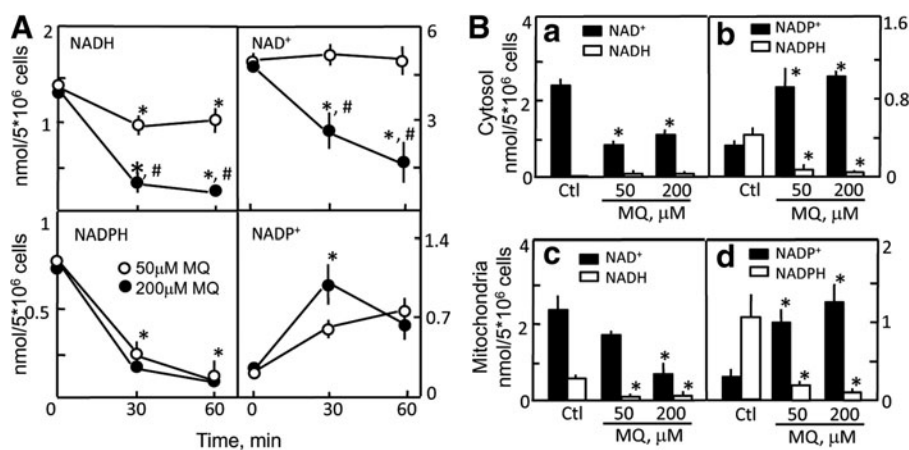 A
NADH
NAD+
nmol/5*10^6 cells
2
1
0
6
3
0
*
*
*, #
*, #
*, #
*, #
NADPH
NADP+
50μM MQ
200μM MQ
nmol/5*10^6 cells
1
0.5
1.4
0.7
0
*
*
*
0 30 60 0 30 60
Time, min
B
a
NAD+
NADH
Cytosol
nmol/5*10^6 cells
4
2
0
*
*
Ctl 50 200
MQ, μM
b
NADP+
NADPH
1.6
0.8
0
*
*
*
*
Ctl 50 200
MQ, μM
c
NAD+
NADH
Mitochondria
nmol/5*10^6 cells
4
2
0
*
*
*
Ctl 50 200
MQ, μM
d
NADP+
NADPH
2
1
0
*
*
*
*
Ctl 50 200
MQ, μM